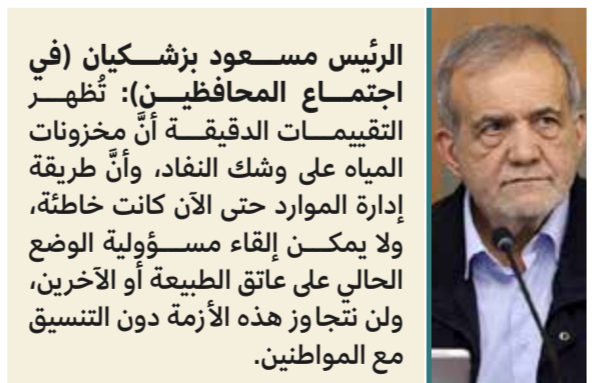 الرئيس مسعود بزشكيان (في
اجتماع المحافظين): تُظهر
التقييمات الدقيقة أنَّ مخزونات
المياه على وشك النفاد، وأنَّ طريقة
إدارة الموارد حتى الآن كانت خاطئة،
ولا يمكن إلقاء مسؤولية الوضع
الحالي على عاتق الطبيعة أو الآخرين،
ولن نتجاوز هذه الأزمة دون التنسيق
مع المواطنين.